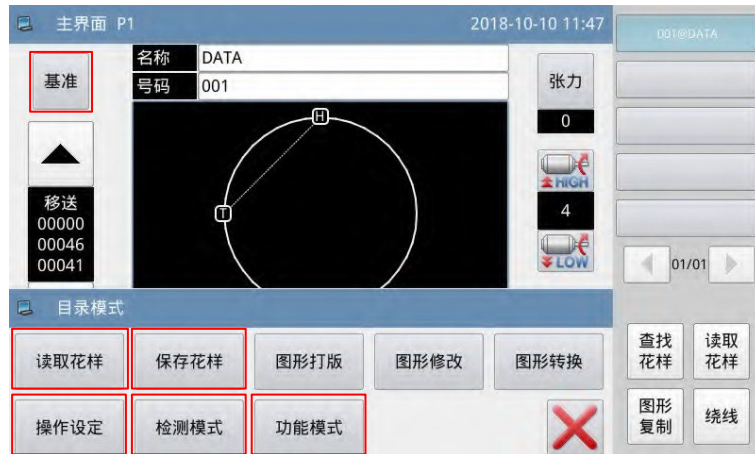 主界面 P1
2018-10-10 11:47
001@DATA
基准
名称 DATA
号码 001
张力
0
H
HIGH
移送
00000
00046
00041
T
4
LOW
01/01
目录模式
读取花样
保存花样
图形打版
图形修改
图形转换
查找
花样
读取
花样
操作设定
检测模式
功能模式
图形
复制
绕线